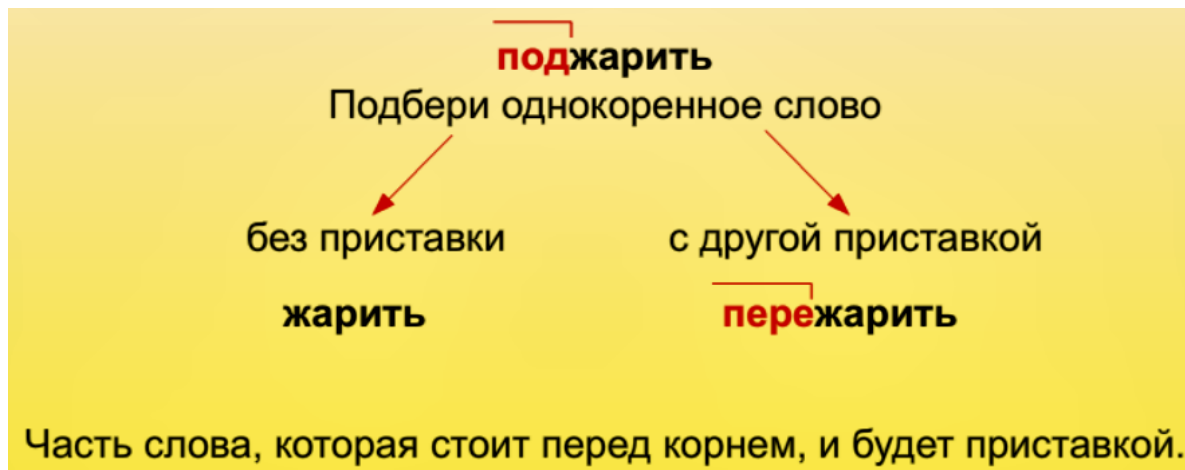 поджарить
Подбери однокоренное слово
без приставки с другой приставкой
жарить пережарить
Часть слова, которая стоит перед корнем, и будет приставкой.